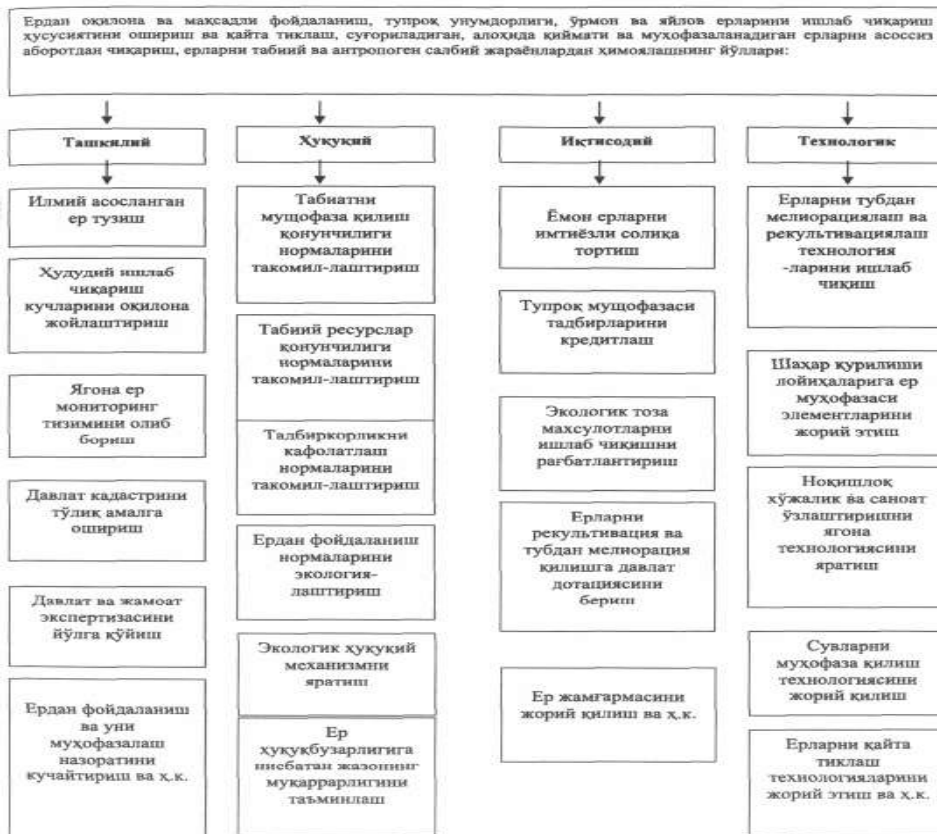 Ердан оқилона ва мақсадли фойдаланиш, тупроқ унумдорлиги, ўрмон ва яйлов ерларини ишлаб чиқариш
хусусиятини ошириш ва қайта тиклаш, суғориладиган, алоҳида қиймати ва муҳофазаланадиган ерларни асоссиз
аборотдан чиқариш, ерларни табиий ва антропоген салбий жараёнлардан ҳимоялашнинг йўллари:
Ташкилий
Илмий асосланган
ер тузиш
Ҳудудий ишлаб
чиқариш
кучларини оқилона
жойлаштириш
Ягона ер
мониторинг
тизимини олиб
бориш
Давлат кадастрини
тўлиқ амалга
ошириш
Давлат ва жамоат
экспертизасини
йўлга қўйиш
Ердан фойдаланиш
ва уни
муҳофазалаш
назоратини
кучайтириш ва ҳ.к.
Ҳуқуқий
Табиатни
мущофаза қилиш
қонунчилиги
нормаларини
такомил-лаштириш
Табиий ресурслар
қонунчилиги
нормаларини
такомил-лаштириш
Тадбиркорликни
кафолатлаш
нормаларини
такомил-лаштириш
Ердан фойдаланиш
нормаларини
экология-
лаштириш
Экологик ҳуқуқий
механизмни
яратиш
Ер
ҳуқуқбузарлигига
нисбатан жазонинг
муқаррарлигини
таъминлаш
Иқтисодий
Ёмон ерларни
имтиёзли солиқа
тортиш
Тупроқ мущофазаси
тадбирларини
кредитлаш
Экологик тоза
махсулотларни
ишлаб чиқишни
рағбатлантириш
Ерларни
рекультивация ва
тубдан мелиорация
қилишга давлат
дотациясини
бериш
Ер жамғармасини
жорий қилиш ва ҳ.к.
Технологик
Ерларни тубдан
мелиорациялаш ва
рекультивациялаш
технология
-ларини ишлаб
чиқиш
Шаҳар қурилиши
лойиҳаларига ер
муҳофазаси
элементларини
жорий этиш
Ноқишлоқ
хўжалик ва саноат
ўзлаштиришни
ягона
технологиясини
яратиш
Сувларни
муҳофаза қилиш
технологиясини
жорий қилиш
Ерларни қайта
тиклаш
технологияларини
жорий этиш ва ҳ.к.